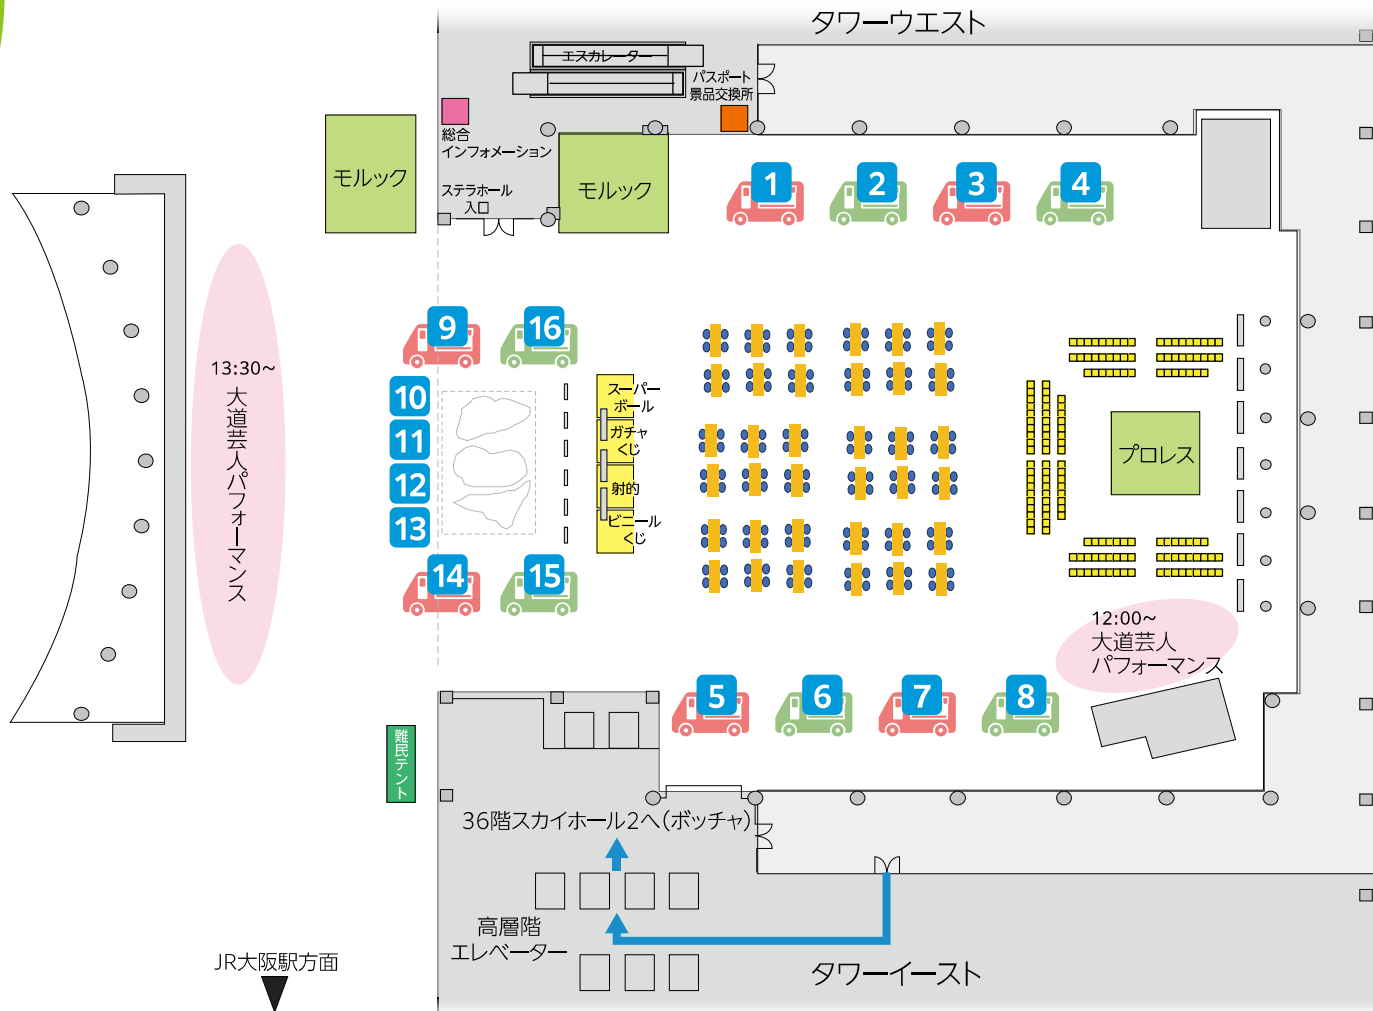 タワーウエスト
エスカレーター
パスポート
景品交換所
総合
インフォメーション
モルック
モルック
ステラホール
入口
1
2
3
4
9
16
13:30~
大道芸人パフォーマンス
10
11
12
13
スーパー
ボール
ガチャ
くじ
射的
ビニール
くじ
プロレス
14
15
12:00~
大道芸人
パフォーマンス
5
6
7
8
難民テント
36階スカイホール2へ(ボッチャ)
高層階
エレベーター
JR大阪駅方面
タワーイースト